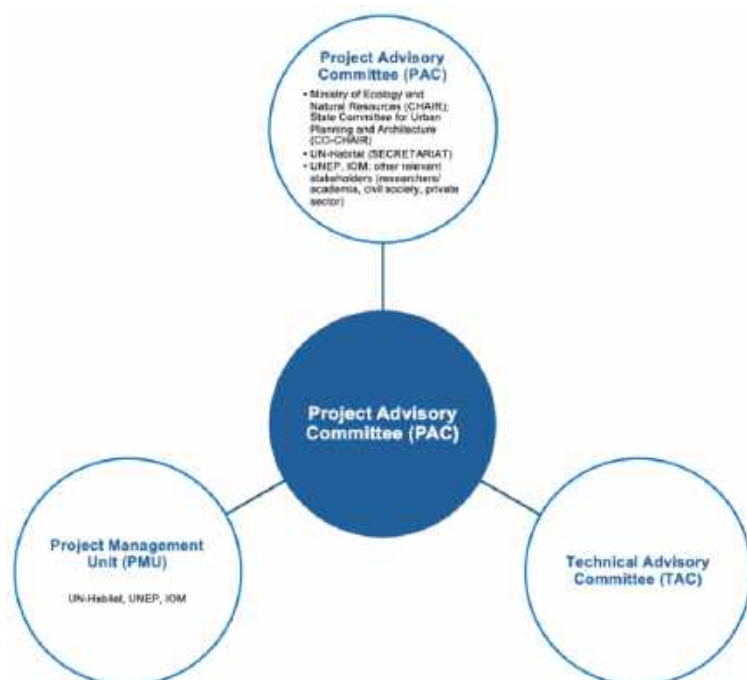 Project Advisory
Committee (PAC)
• Ministry of Ecology and
Natural Resources (CHAIR);
State Committee for Urban
Planning and Architecture
(CO-CHAIR)
• UN-Habitat (SECRETARIAT)
• UNEP, IOM; other relevant
stakeholders (researchers/
academia, civil society, private
sector)
Project Advisory
Committee (PAC)
Project Management
Unit (PMU)
UN-Habitat, UNEP, IOM
Technical Advisory
Committee (TAC)